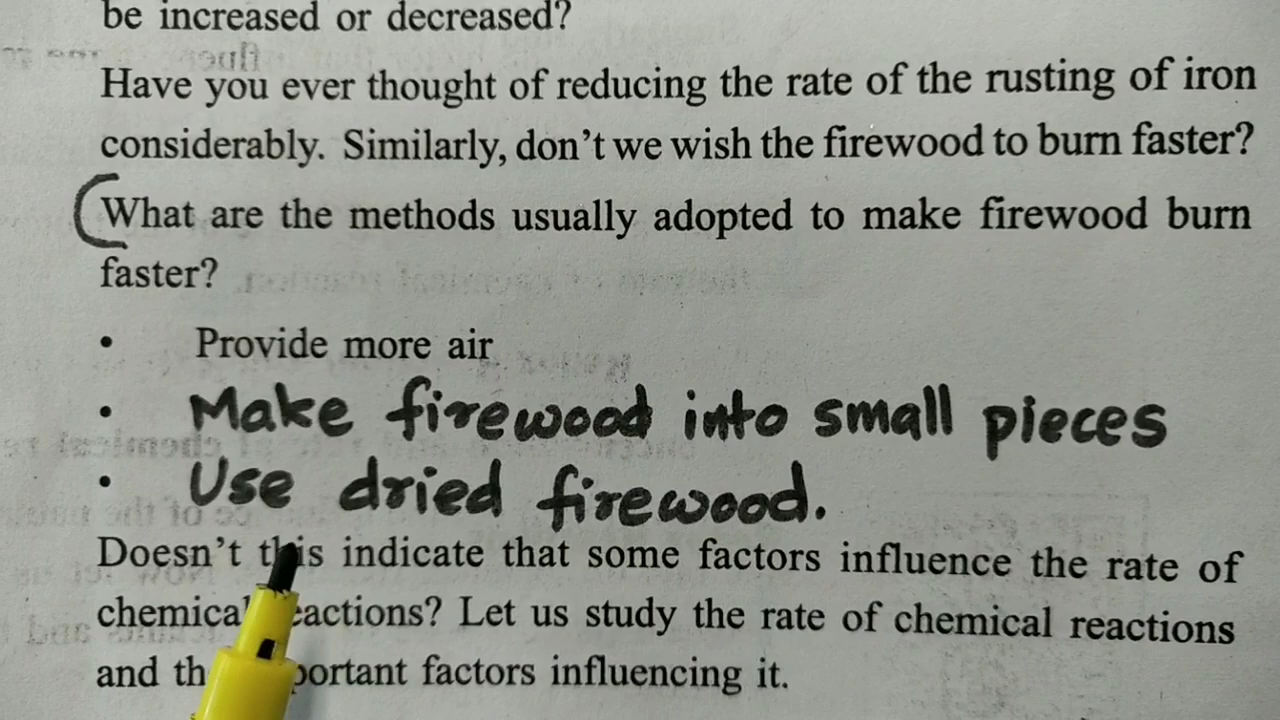 be increased or decreased?
Have you ever thought of reducing the rate of the rusting of iron
considerably. Similarly, don't we wish the firewood to burn faster?
What are the methods usually adopted to make firewood burn
faster?
• Provide more air
• Make firewood into small pieces
• Use dried firewood.
Doesn't this indicate that some factors influence the rate of
chemical reactions? Let us study the rate of chemical reactions
and important factors influencing it.